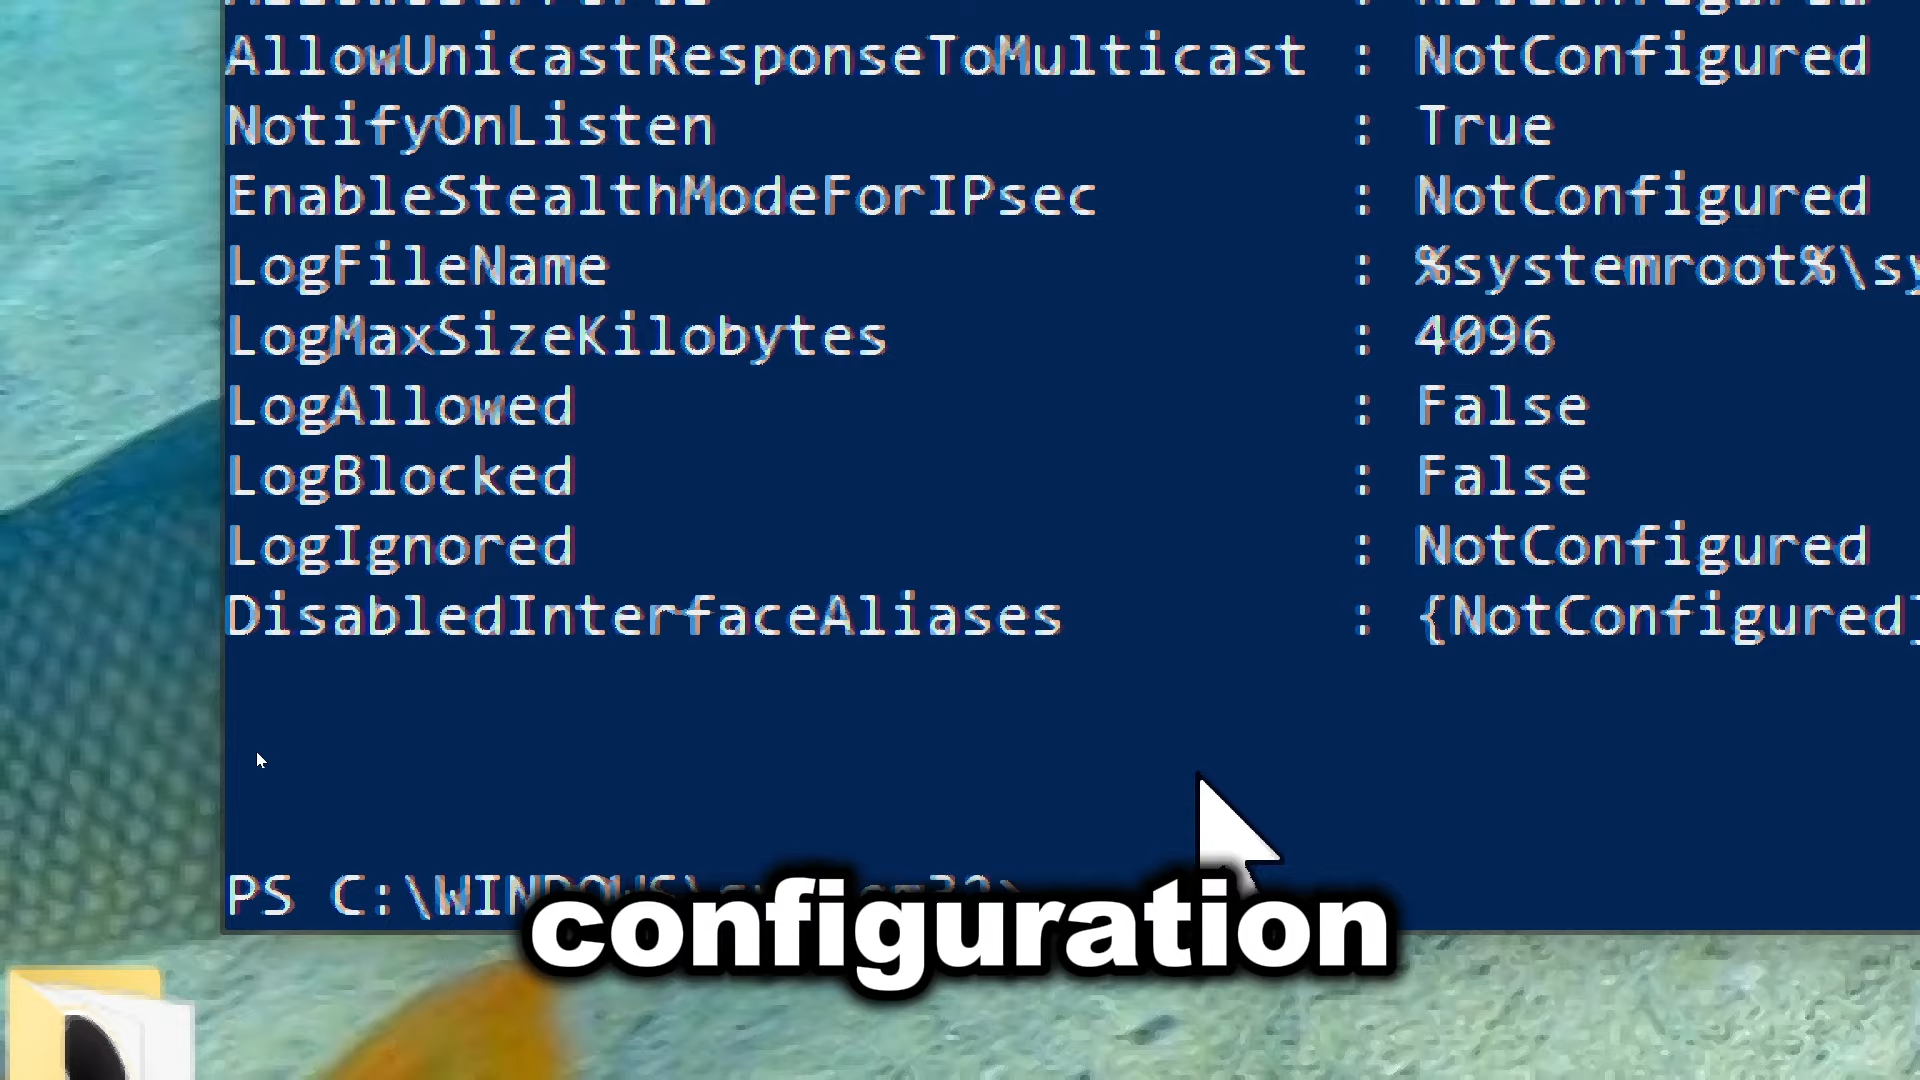 AllowUnicastResponseToMulticast : NotConfigured
NotifyOnListen : True
EnableStealthModeForIPsec : NotConfigured
LogFileName : %systemroot%\sy
LogMaxSizeKilobytes : 4096
LogAllowed : False
LogBlocked : False
LogIgnored : NotConfigured
DisabledInterfaceAliases : {NotConfigured}
PS C:\WINDOWS\
configuration